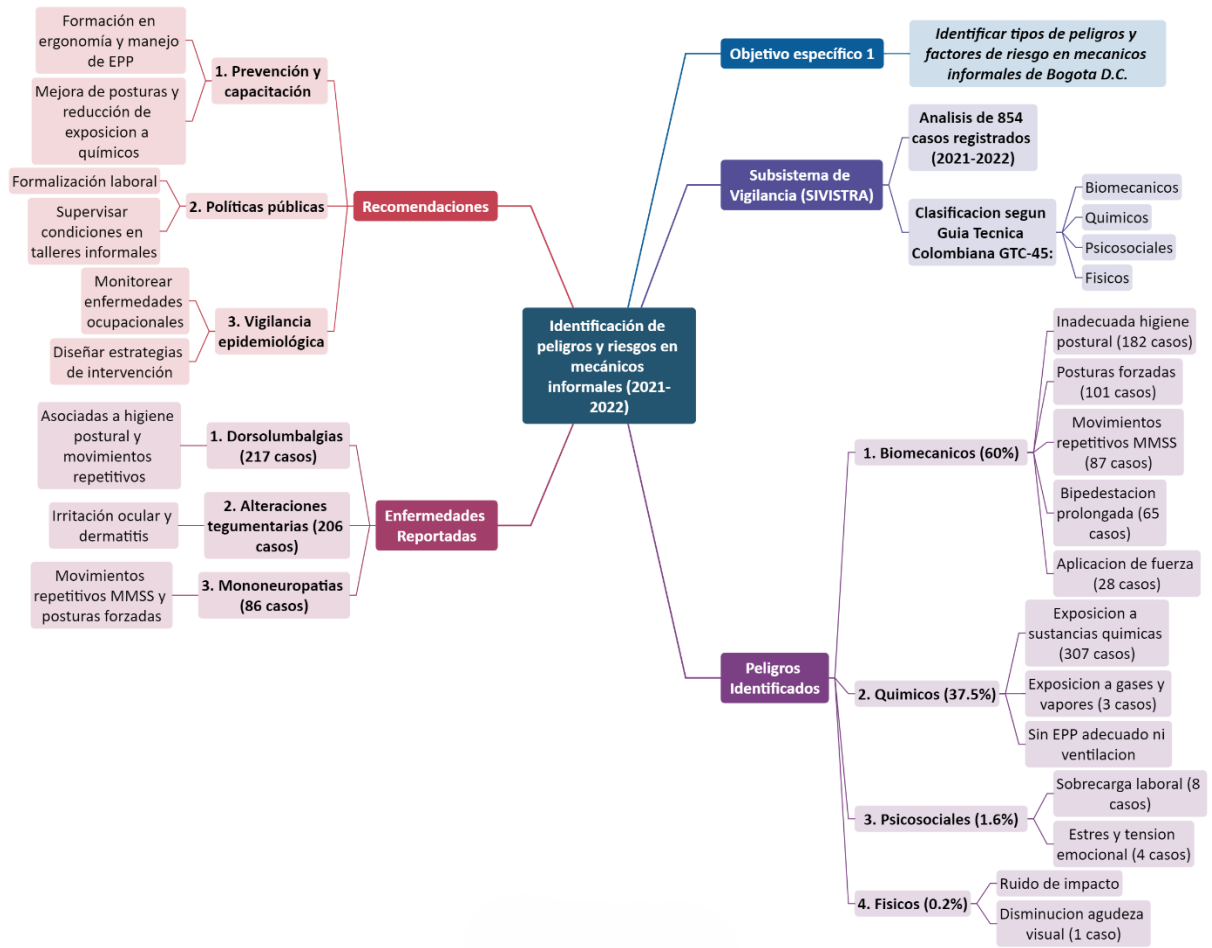 Identificación de
peligros y riesgos en
mecánicos
informales (2021-
2022)
Objetivo específico 1
Identificar tipos de peligros y
factores de riesgo en mecanicos
informales de Bogota D.C.
Subsistema de
Vigilancia (SIVISTRA)
Analisis de 854
casos registrados
(2021-2022)
Clasificacion segun
Guia Tecnica
Colombiana GTC-45:
Biomecanicos
Quimicos
Psicosociales
Fisicos
Peligros
Identificados
1. Biomecanicos (60%)
Inadecuada higiene
postural (182 casos)
Posturas forzadas
(101 casos)
Movimientos
repetitivos MMSS
(87 casos)
Bipedestacion
prolongada (65
casos)
Aplicacion de fuerza
(28 casos)
2. Quimicos (37.5%)
Exposicion a
sustancias quimicas
(307 casos)
Exposicion a gases y
vapores (3 casos)
Sin EPP adecuado ni
ventilacion
3. Psicosociales (1.6%)
Sobrecarga laboral (8
casos)
Estres y tension
emocional (4 casos)
4. Fisicos (0.2%)
Ruido de impacto
Disminucion agudeza
visual (1 caso)
Recomendaciones
1. Prevención y
capacitación
Formación en
ergonomía y manejo
de EPP
Mejora de posturas y
reducción de
exposicion a
químicos
2. Políticas públicas
Formalización laboral
Supervisar
condiciones en
talleres informales
3. Vigilancia
epidemiológica
Monitorear
enfermedades
ocupacionales
Diseñar estrategias
de intervención
Enfermedades
Reportadas
1. Dorsolumbalgias
(217 casos)
Asociadas a higiene
postural y
movimientos
repetitivos
2. Alteraciones
tegumentarias (206
casos)
Irritación ocular y
dermatitis
3. Mononeuropatias
(86 casos)
Movimientos
repetitivos MMSS y
posturas forzadas